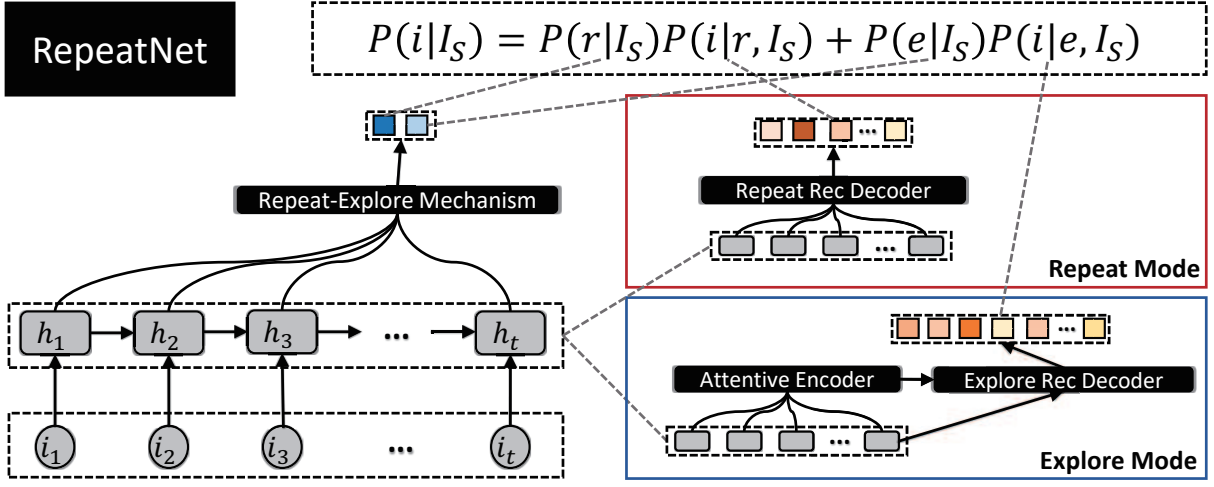 RepeatNet
P(i|I_S) = P(r|I_S)P(i|r, I_S) + P(e|I_S)P(i|e, I_S)
Repeat-Explore Mechanism
Repeat Rec Decoder
...
...
Repeat Mode
h_1 h_2 h_3 ... h_t
...
Attentive Encoder Explore Rec Decoder
...
i_1 i_2 i_3 ... i_t
Explore Mode